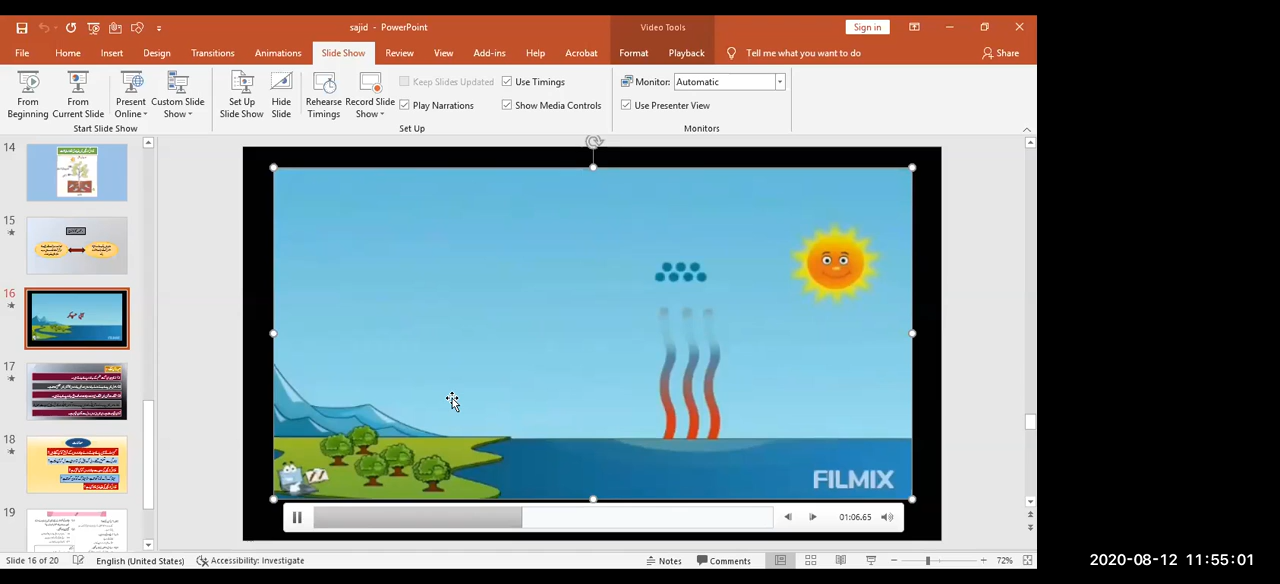 sajid - PowerPoint
Video Tools
Sign in
File Home Insert Design Transitions Animations Slide Show Review View Add-ins Help Acrobat Format Playback Tell me what you want to do Share
From Beginning
From Current Slide
Present Online
Custom Slide Show
Set Up Slide Show
Hide Slide
Rehearse Timings
Record Slide Show
Keep Slides Updated
Play Narrations
Use Timings
Show Media Controls
Monitor: Automatic
Use Presenter View
Start Slide Show
Set Up
Monitors
14
15
16
17
18
19
FILMIX
01:06.65
Slide 16 of 20 English (United States) Accessibility: Investigate Notes Comments 72%
2020-08-12 11:55:01